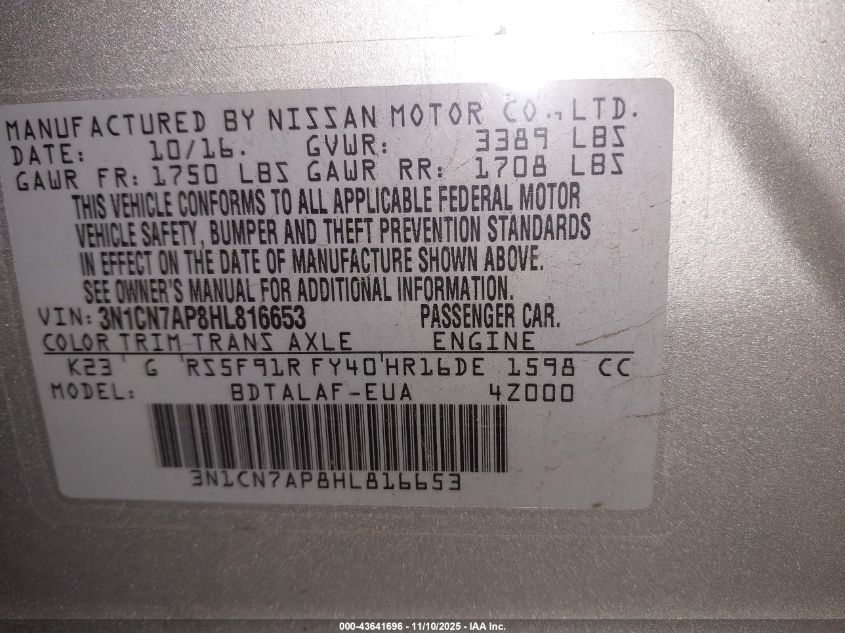 MANUFACTURED BY NISSAN MOTOR CO., LTD.
DATE: 10/16. GVWR: 3389 LBS
GAWR FR: 1750 LBS GAWR RR: 1708 LBS
THIS VEHICLE CONFORMS TO ALL APPLICABLE FEDERAL MOTOR
VEHICLE SAFETY, BUMPER AND THEFT PREVENTION STANDARDS
IN EFFECT ON THE DATE OF MANUFACTURE SHOWN ABOVE.
SEE OWNER'S MANUAL FOR ADDITIONAL INFORMATION.
VIN: 3N1CN7AP8HL816653 PASSENGER CAR.
COLOR TRIM TRANS AXLE ENGINE
K23 G RS5F91R FY40 HR16DE 1598 CC
MODEL: BDTALAF-EUA 4Z000
3N1CN7AP8HL816653
000-43641696 - 11/10/2025 - IAA Inc.